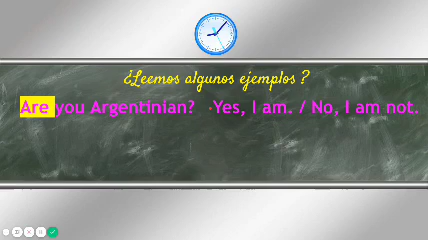 ¿Leemos algunos ejemplos ?
Are you Argentinian? -Yes, I am. / No, I am not.